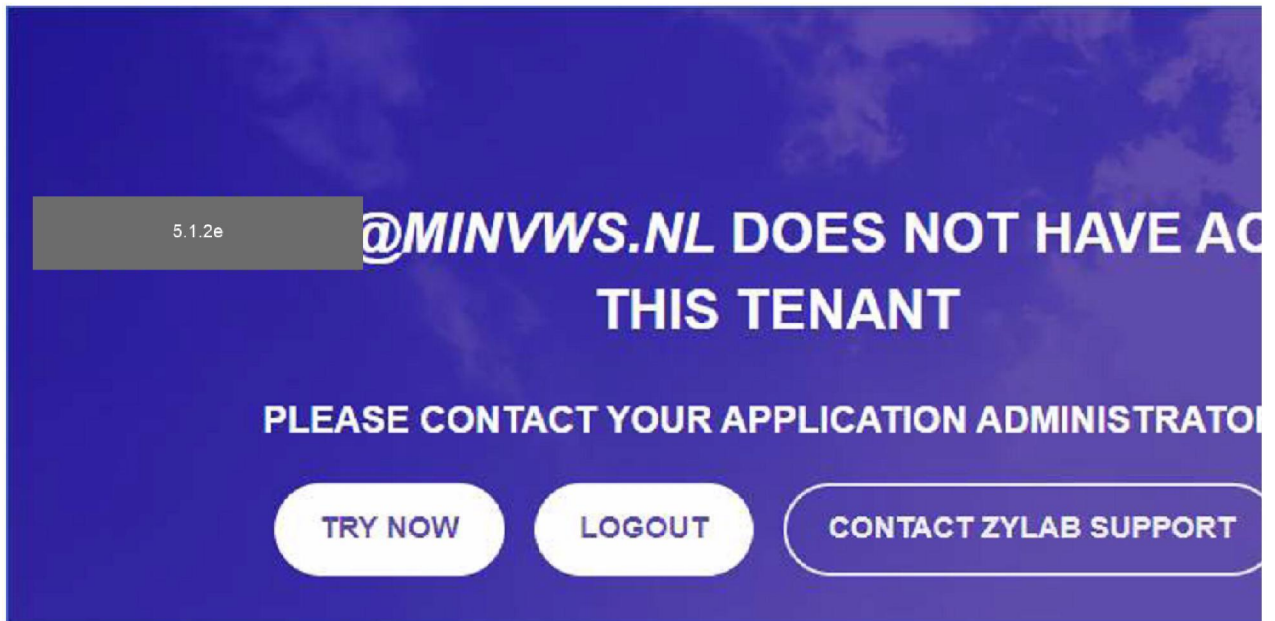 5.1.2e @MINVWS.NL DOES NOT HAVE AC
THIS TENANT
PLEASE CONTACT YOUR APPLICATION ADMINISTRATO
TRY NOW LOGOUT CONTACT ZYLAB SUPPORT